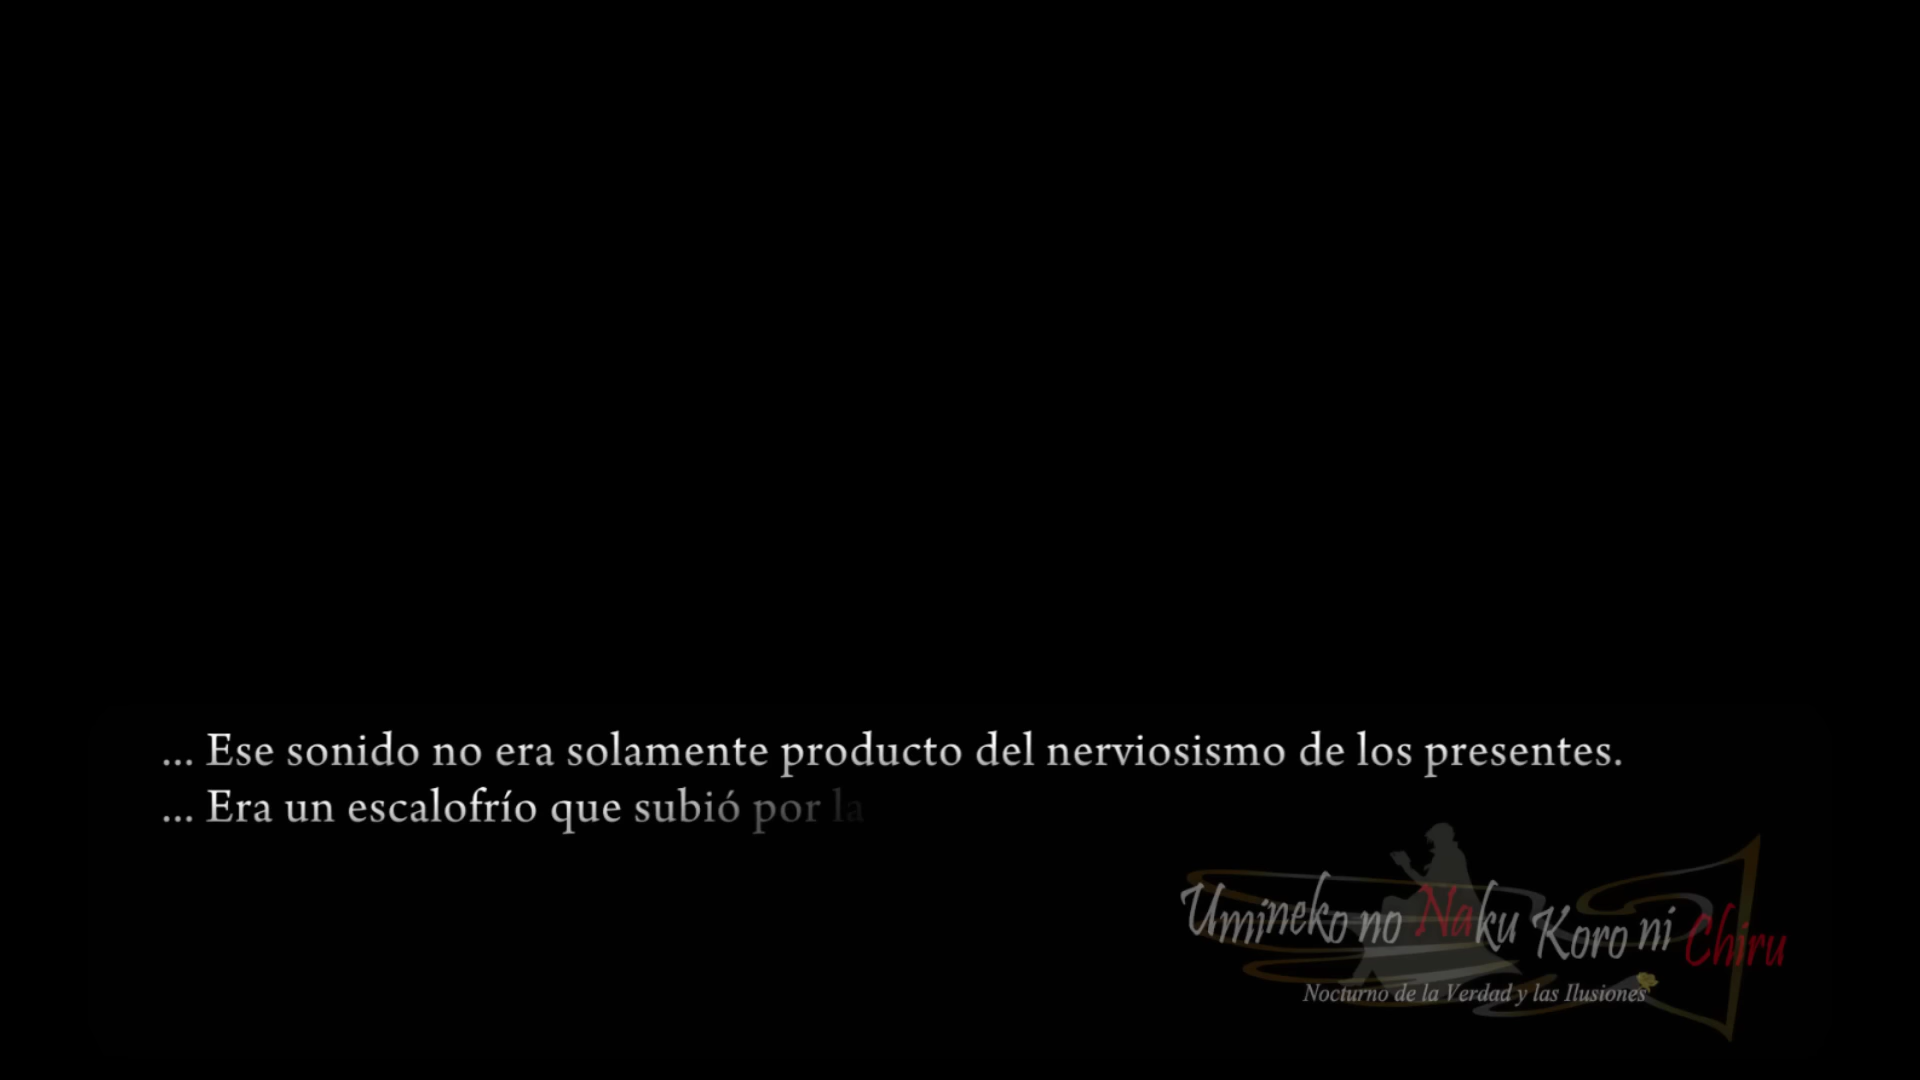 ... Ese sonido no era solamente producto del nerviosismo de los presentes.
... Era un escalofrío que subió por la
Umineko no Naku Koro ni Chiru
Nocturno de la Verdad y las Ilusiones